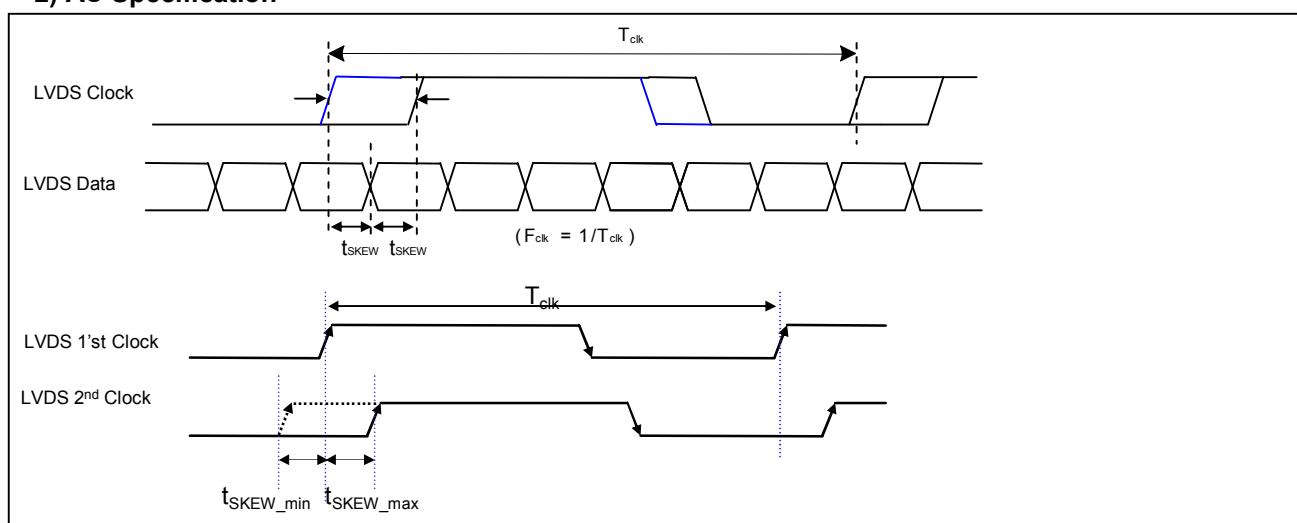 2) AC Specification
Tclk
LVDS Clock
LVDS Data
tSKEW tSKEW
(Fclk = 1/Tclk)
Tclk
LVDS 1'st Clock
LVDS 2nd Clock
tSKEW_min tSKEW_max